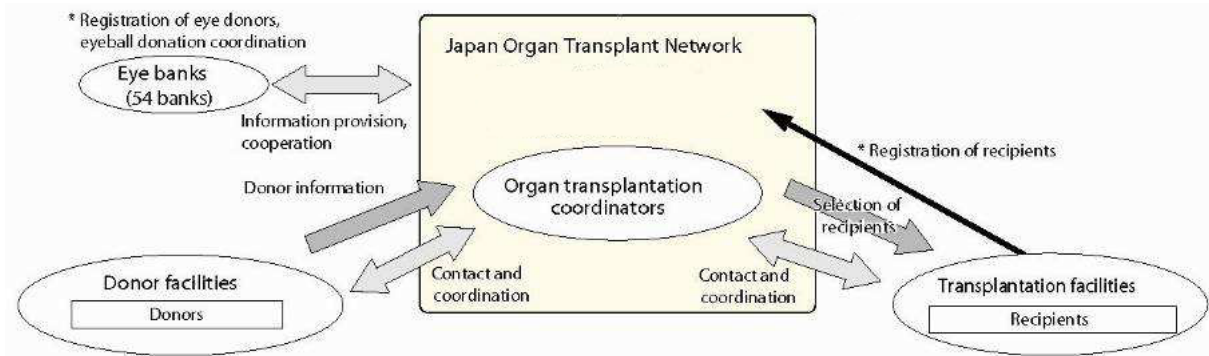 * Registration of eye donors,
eyeball donation coordination
Eye banks
(54 banks)
Information provision,
cooperation
Japan Organ Transplant Network
* Registration of recipients
Donor information
Organ transplantation
coordinators
Selection of
recipients
Contact and
coordination
Contact and
coordination
Donor facilities
Donors
Transplantation facilities
Recipients